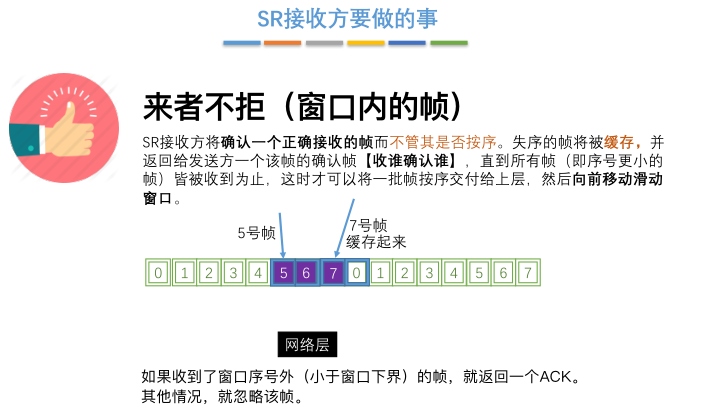 SR接收方要做的事
来者不拒（窗口内的帧）
SR接收方将确认一个正确接收的帧而不管其是否按序。失序的帧将被缓存，并
返回给发送方一个该帧的确认帧【收谁确认谁】，直到所有帧（即序号更小的
帧）皆被收到为止，这时才可以将一批帧按序交付给上层，然后向前移动滑动
窗口。
5号帧
7号帧
缓存起来
0 1 2 3 4 5 6 7 0 1 2 3 4 5 6 7
网络层
如果收到了窗口序号外（小于窗口下界）的帧，就返回一个ACK。
其他情况，就忽略该帧。